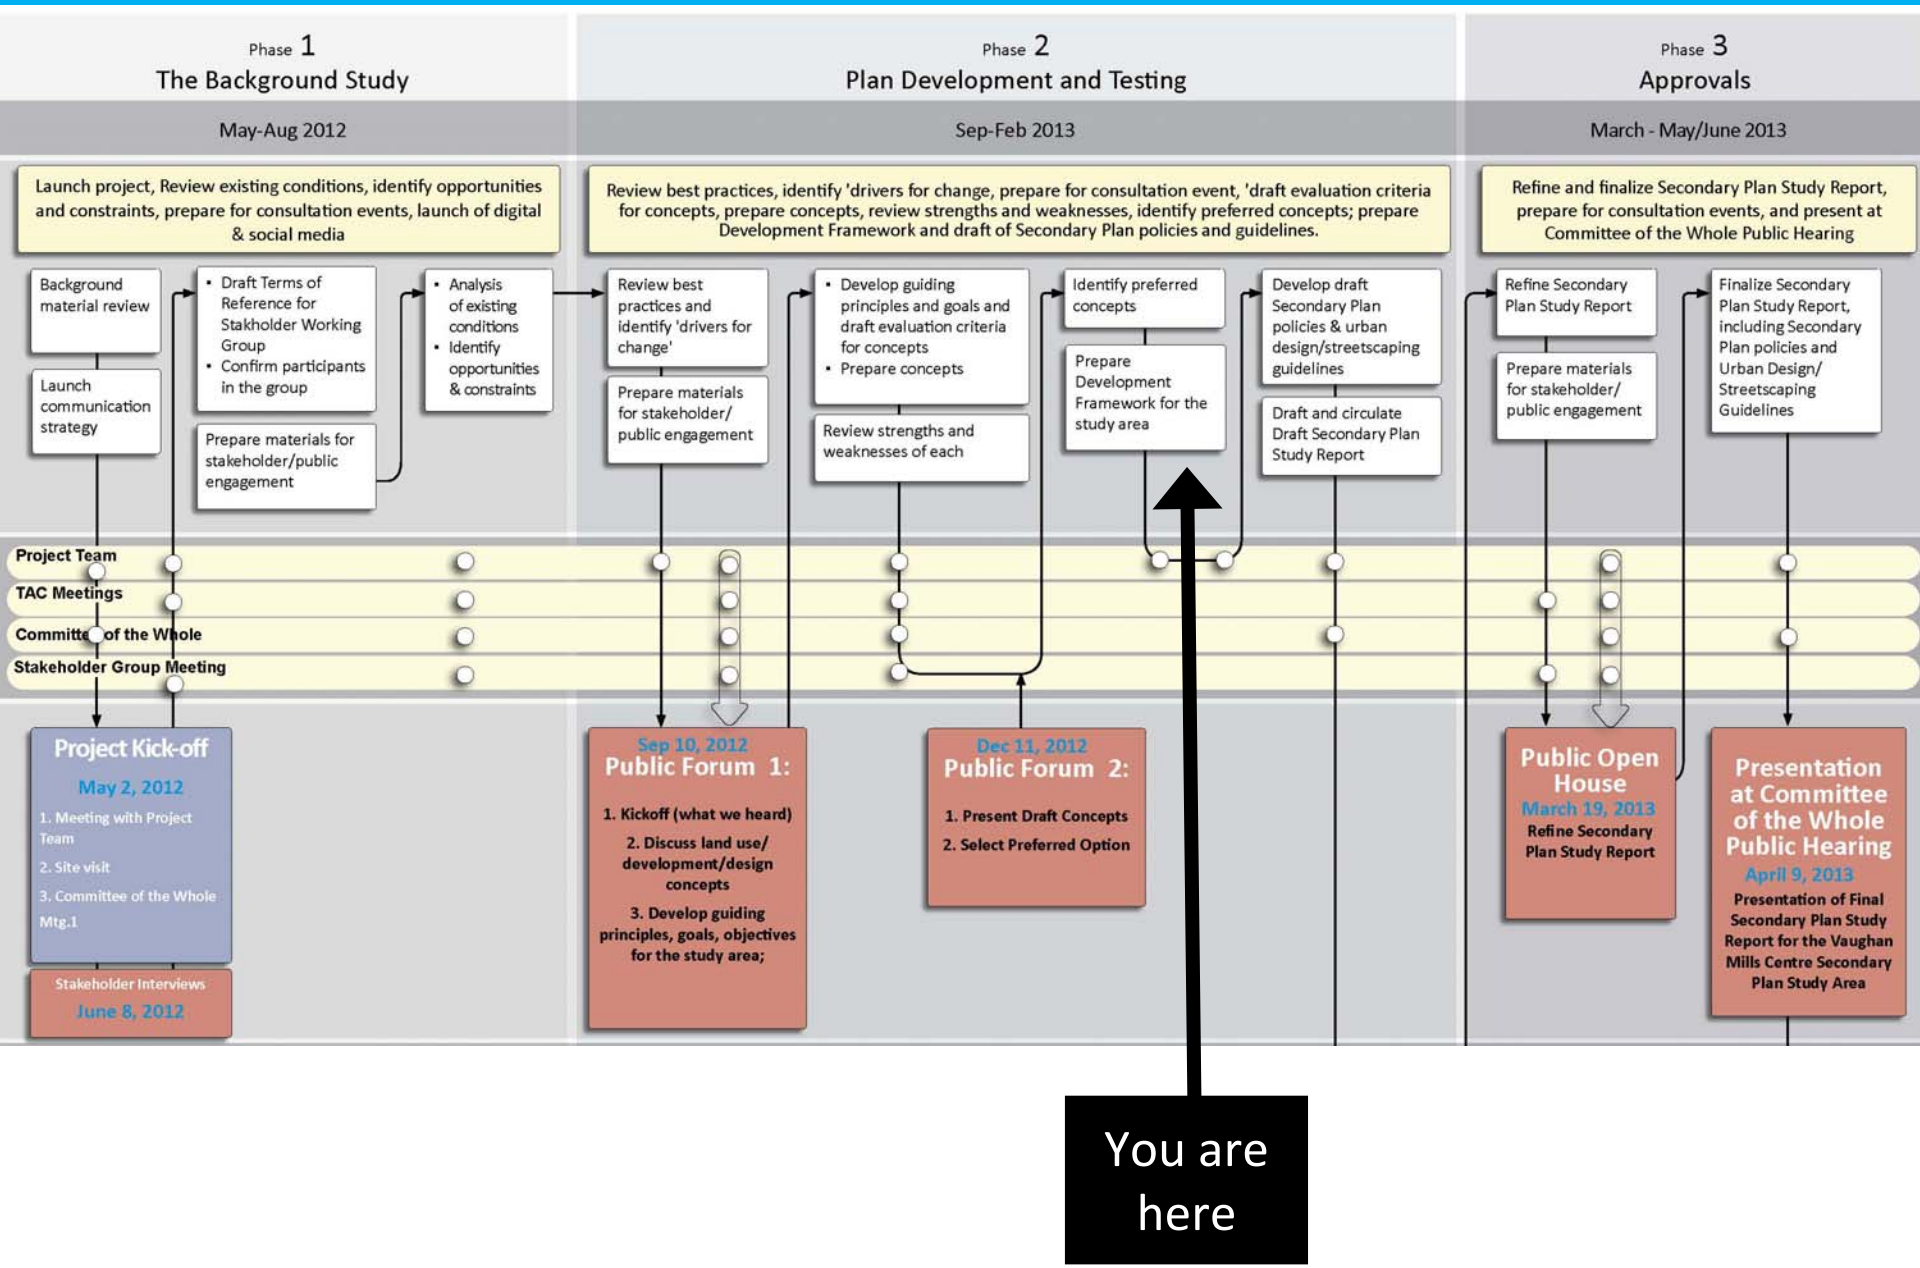 Phase 1
The Background Study
May-Aug 2012
Launch project, Review existing conditions, identify opportunities
and constraints, prepare for consultation events, launch of digital
& social media
Background
material review
Launch
communication
strategy
• Draft Terms of
Reference for
Stakholder Working
Group
• Confirm participants
in the group
Prepare materials for
stakeholder/public
engagement
• Analysis
of existing
conditions
• Identify
opportunities
& constraints
Phase 2
Plan Development and Testing
Sep-Feb 2013
Review best practices, identify 'drivers for change, prepare for consultation event, 'draft evaluation criteria
for concepts, prepare concepts, review strengths and weaknesses, identify preferred concepts; prepare
Development Framework and draft of Secondary Plan policies and guidelines.
Review best
practices and
identify 'drivers for
change'
Prepare materials
for stakeholder/
public engagement
• Develop guiding
principles and goals and
draft evaluation criteria
for concepts
• Prepare concepts
Review strengths and
weaknesses of each
Identify preferred
concepts
Prepare
Development
Framework for the
study area
Develop draft
Secondary Plan
policies & urban
design/streetscaping
guidelines
Draft and circulate
Draft Secondary Plan
Study Report
Phase 3
Approvals
March - May/June 2013
Refine and finalize Secondary Plan Study Report,
prepare for consultation events, and present at
Committee of the Whole Public Hearing
Refine Secondary
Plan Study Report
Prepare materials
for stakeholder/
public engagement
Finalize Secondary
Plan Study Report,
including Secondary
Plan policies and
Urban Design/
Streetscaping
Guidelines
Project Team
TAC Meetings
Committee of the Whole
Stakeholder Group Meeting
Project Kick-off
May 2, 2012
1. Meeting with Project
Team
2. Site visit
3. Committee of the Whole
Mtg.1
Stakeholder Interviews
June 8, 2012
Sep 10, 2012
Public Forum 1:
1. Kickoff (what we heard)
2. Discuss land use/
development/design
concepts
3. Develop guiding
principles, goals, objectives
for the study area;
Dec 11, 2012
Public Forum 2:
1. Present Draft Concepts
2. Select Preferred Option
Public Open
House
March 19, 2013
Refine Secondary
Plan Study Report
Presentation
at Committee
of the Whole
Public Hearing
April 9, 2013
Presentation of Final
Secondary Plan Study
Report for the Vaughan
Mills Centre Secondary
Plan Study Area
You are
here